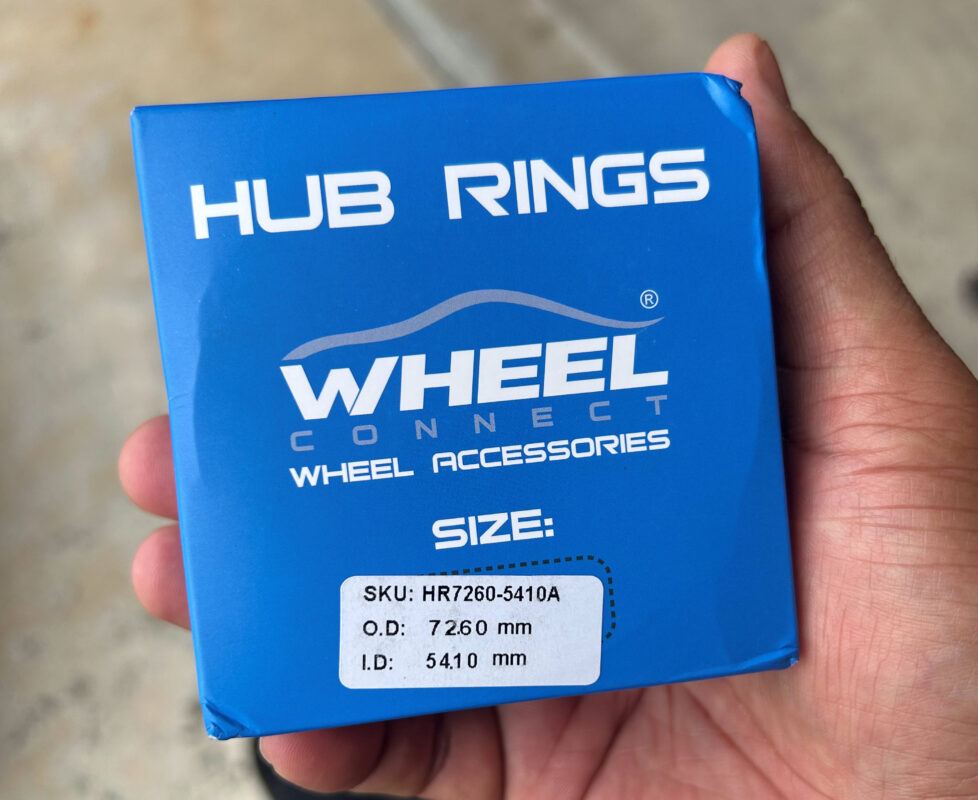 HUB RINGS
®
WHEEL
CONNECT
WHEEL ACCESSORIES
SIZE:
SKU: HR7260-5410A
O.D: 72.60 mm
I.D: 54.10 mm